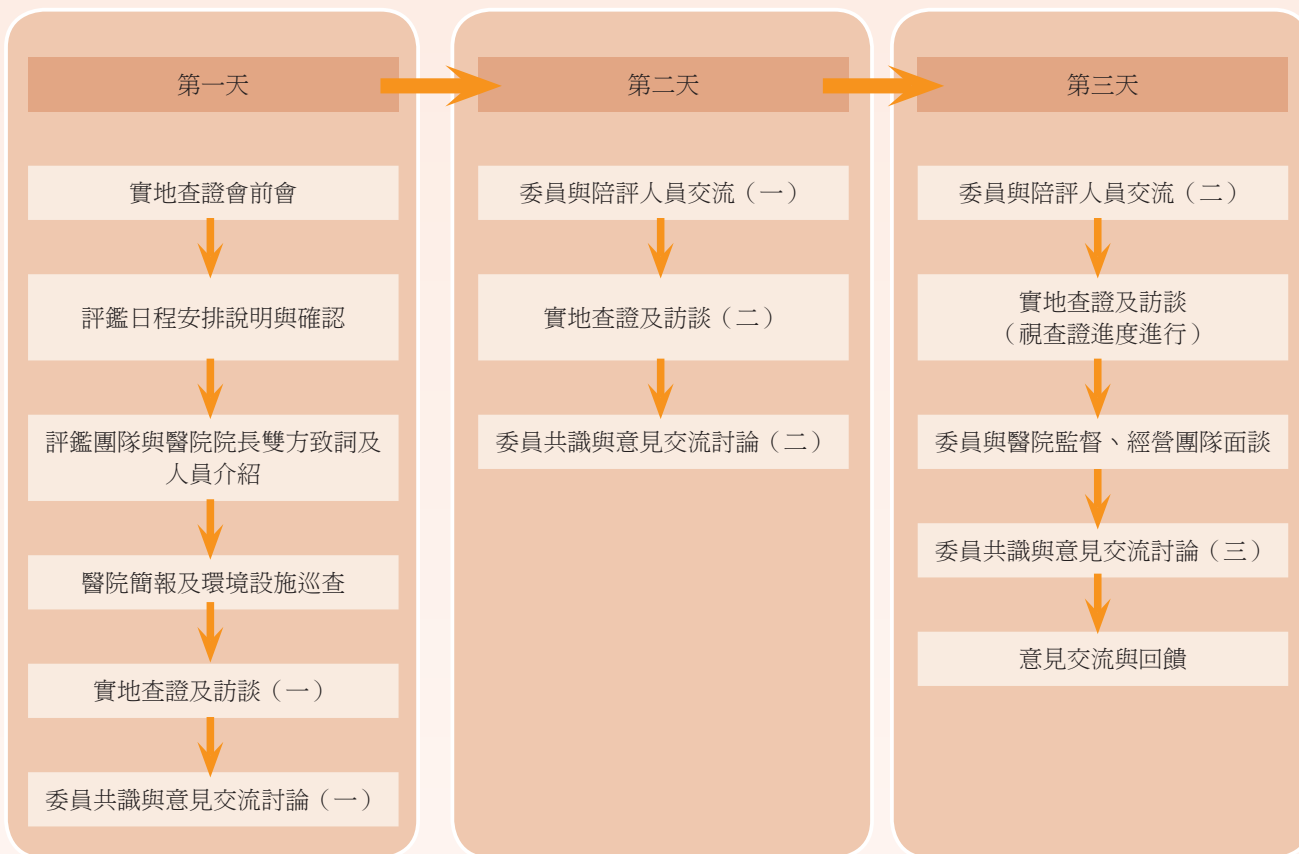 第一天
實地查證會前會
評鑑日程安排說明與確認
評鑑團隊與醫院院長雙方致詞及
人員介紹
醫院簡報及環境設施巡查
實地查證及訪談（一）
委員共識與意見交流討論（一）
第二天
委員與陪評人員交流（一）
實地查證及訪談（二）
委員共識與意見交流討論（二）
第三天
委員與陪評人員交流（二）
實地查證及訪談
（視查證進度進行）
委員與醫院監督、經營團隊面談
委員共識與意見交流討論（三）
意見交流與回饋